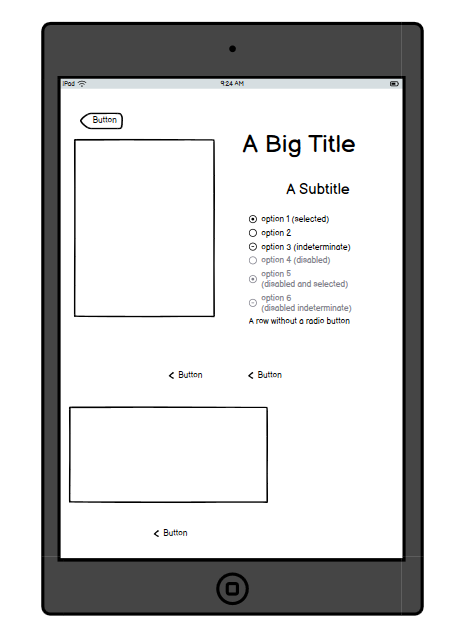 iPad
9:24 AM
Button
A Big Title
A Subtitle
option 1 (selected)
option 2
option 3 (indeterminate)
option 4 (disabled)
option 5
(disabled and selected)
option 6
(disabled indeterminate)
A row without a radio button
Button
Button
Button